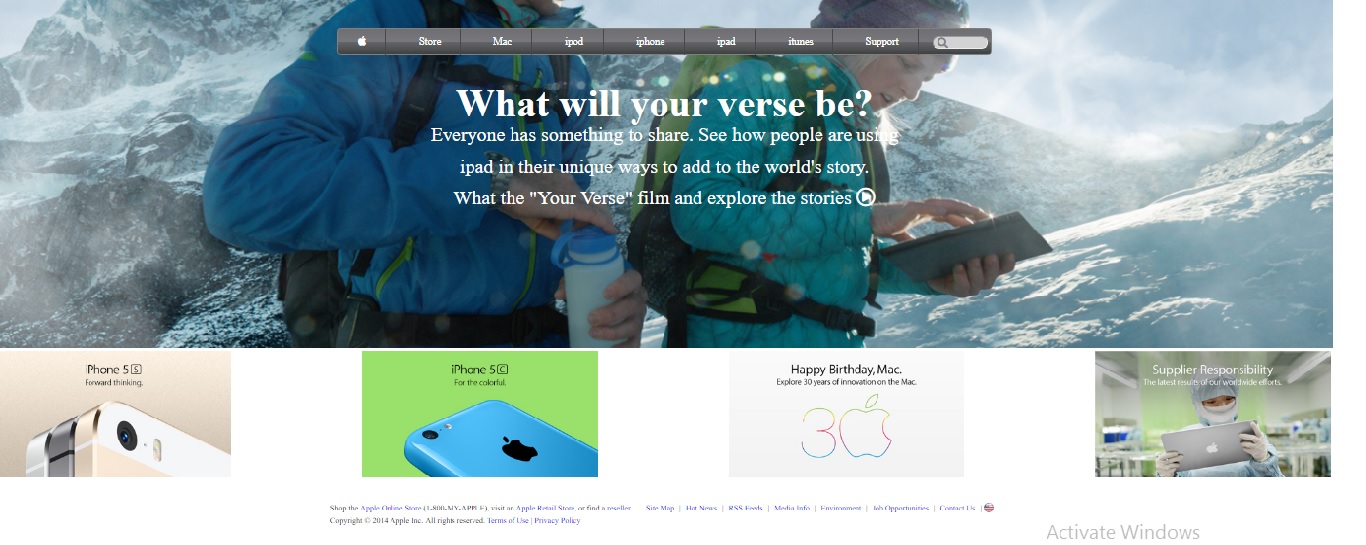 Store Mac ipod iphone ipad itunes Support
What will your verse be?
Everyone has something to share. See how people are using
ipad in their unique ways to add to the world's story.
What the "Your Verse" film and explore the stories
iPhone 5 S
Forward thinking.
iPhone 5 C
For the colorful.
Happy Birthday, Mac.
Explore 30 years of innovation on the Mac.
30
Supplier Responsibility
The latest results of our worldwide efforts.
Shop the Apple Online Store (1-800-MY-APPLE), visit an Apple Retail Store, or find a reseller. Site Map | Hot News | RSS Feeds | Media Info | Environment | Job Opportunities | Contact Us |
Copyright © 2014 Apple Inc. All rights reserved. Terms of Use | Privacy Policy
Activate Windows